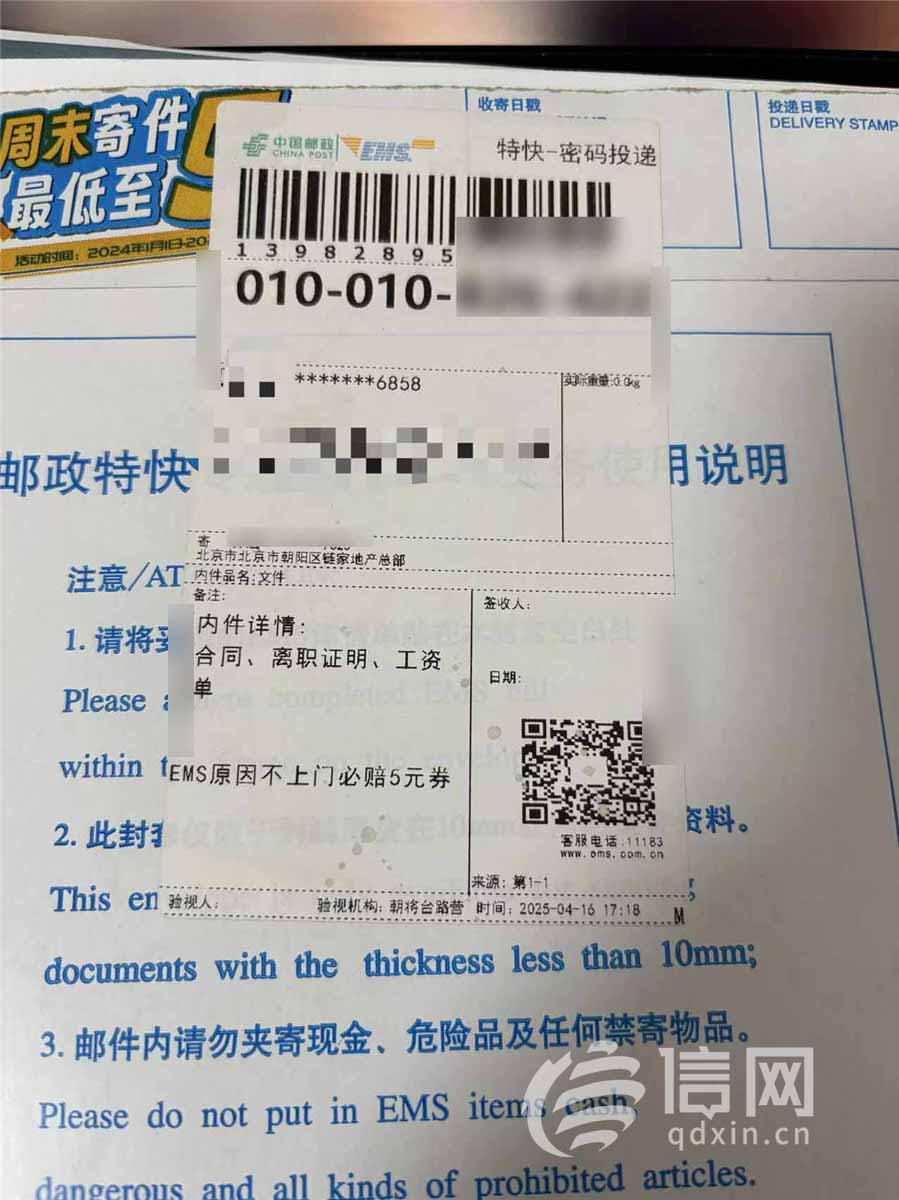 周末寄件5
最低至
活动时间：2024年1月1日-20
收寄日戳
投递日戳
DELIVERY STAMP
中国邮政
CHINA POST
EMS
特快-密码投递
13982895
010-010-
*******6858
实际重量:0.0kg
邮政特快
务使用说明
寄
北京市北京市朝阳区链家地产总部
内件品名:文件
备注:
内件详情:
合同、离职证明、工资
单
签收人:
日期:
注意/AT
1. 请将
Please
completed EMS
within
EMS原因不上门必赔5元券
2. 此封套
资料。
客服电话:11183
www.ems.com.cn
来源: 第1-1
This en
验视人:
验视机构: 朝将台路营
时间: 2025-04-16 17:18
M
documents with the thickness less than 10mm;
3. 邮件内请勿夹寄现金、危险品及任何禁寄物品。
Please do not put in EMS items cash,
dangerous and all kinds of prohibited articles.
信网
qdxin.cn